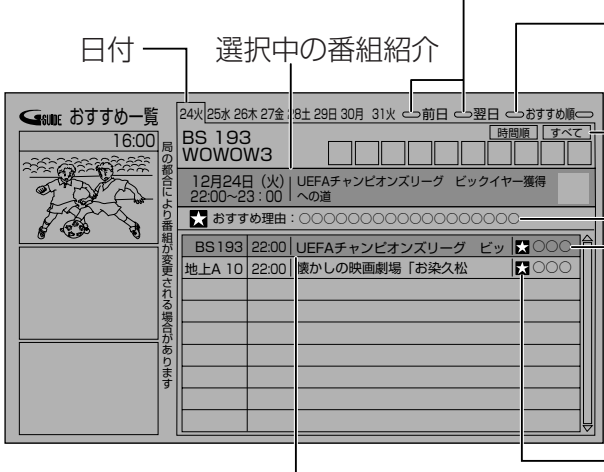 日付
選択中の番組紹介
GGUIDE おすすめ一覧
24火 25水 26木 27金 28土 29日 30月 31火 前日 翌日 おすすめ順
16:00
局の都合により番組が変更される場合があります
BS 193
WOWOW3
時間順 すべて
12月24日（火）
22:00~23：00
UEFAチャンピオンズリーグ ビックイヤー獲得
への道
★ おすすめ理由：○○○○○○○○○○○○○○○○○○
BS193 22:00 UEFAチャンピオンズリーグ ビッ ★○○○
地上A 10 22:00 懐かしの映画劇場「お染久松 ★○○○